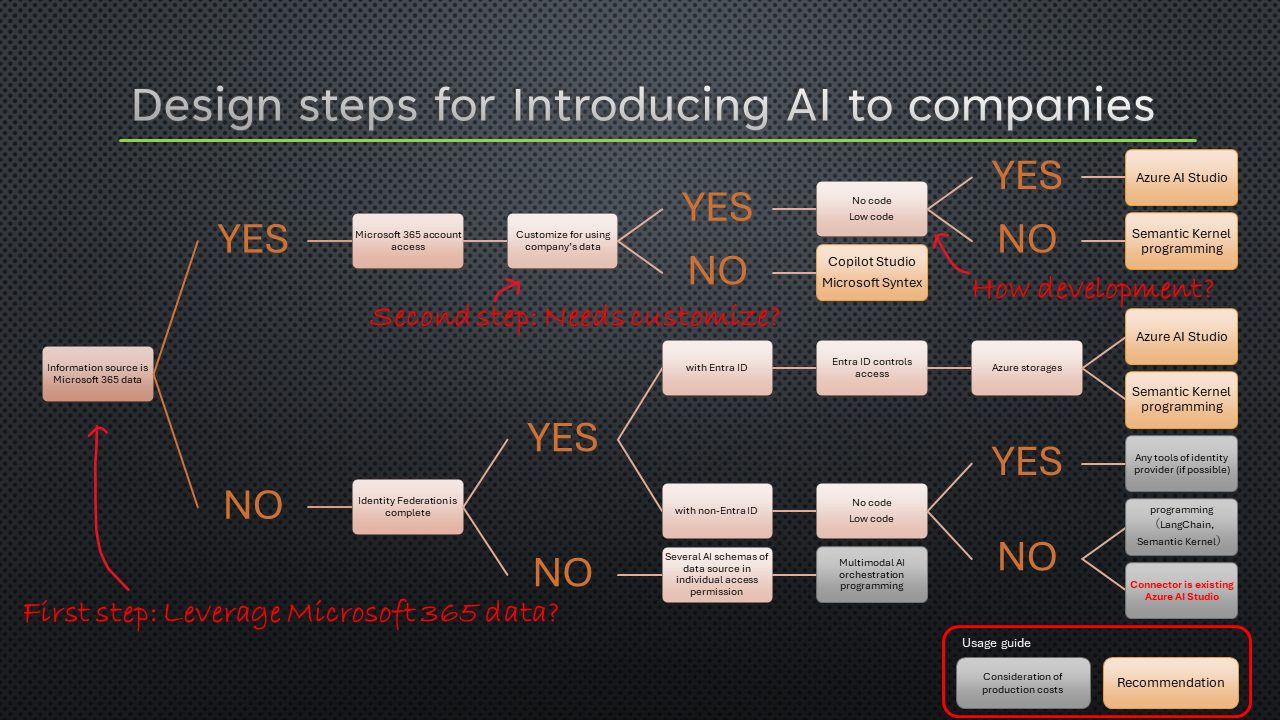 Design steps for Introducing AI to companies
Information source is
Microsoft 365 data
YES
Microsoft 365 account
access
Customize for using
company's data
YES
No code
Low code
YES
Azure AI Studio
NO
Semantic Kernel
programming
NO
Copilot Studio
Microsoft Syntex
How development?
Second step: Needs customize?
NO
Identity Federation is
complete
YES
with Entra ID
Entra ID controls
access
Azure storages
Azure AI Studio
Semantic Kernel
programming
with non-Entra ID
No code
Low code
YES
Any tools of identity
provider (if possible)
NO
programming
(LangChain,
Semantic Kernel)
Connector is existing
Azure AI Studio
NO
Several AI schemas of
data source in
individual access
permission
Multimodal AI
orchestration
programming
First step: Leverage Microsoft 365 data?
Usage guide
Consideration of
production costs
Recommendation